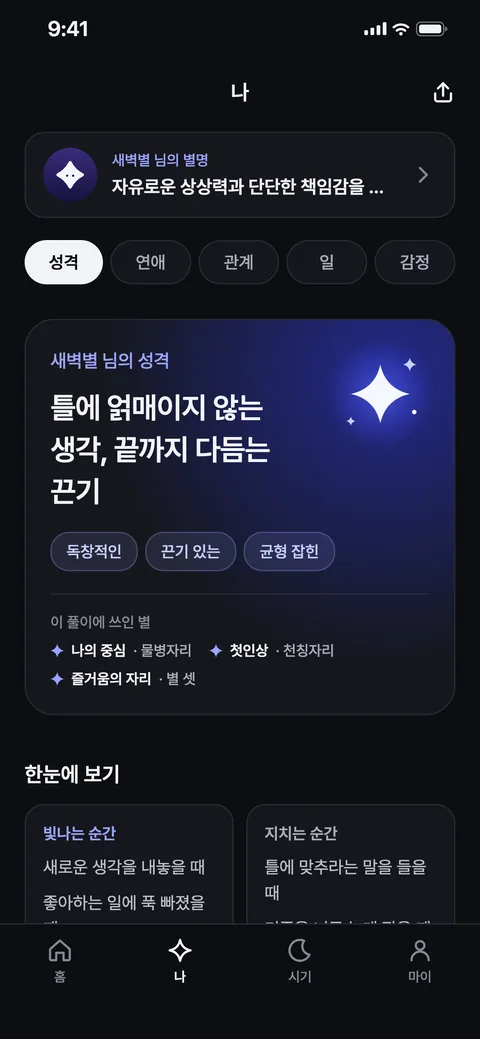 9:41
나
새벽별 님의 별명
자유로운 상상력과 단단한 책임감을 ...
성격
연애
관계
일
감정
새벽별 님의 성격
틀에 얽매이지 않는
생각, 끝까지 다듬는
끈기
독창적인
끈기 있는
균형 잡힌
이 풀이에 쓰인 별
나의 중심 · 물병자리
첫인상 · 천칭자리
즐거움의 자리 · 별 셋
한눈에 보기
빛나는 순간
새로운 생각을 내놓을 때
좋아하는 일에 푹 빠졌을
지치는 순간
틀에 맞추라는 말을 들을
때
홈
나
시기
마이